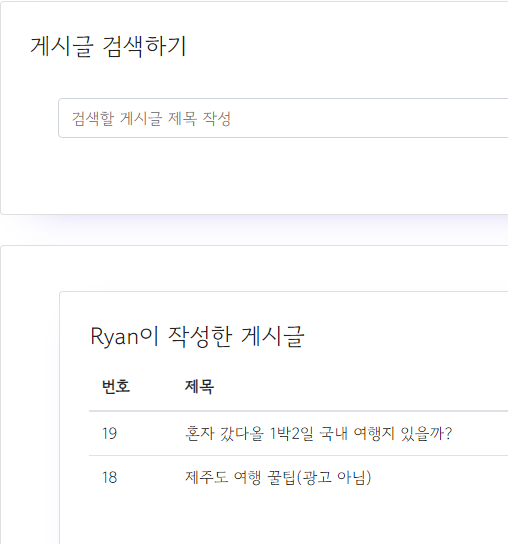 게시글 검색하기
검색할 게시글 제목 작성
Ryan이 작성한 게시글
번호 제목
19 혼자 갔다올 1박2일 국내 여행지 있을까?
18 제주도 여행 꿀팁(광고 아님)